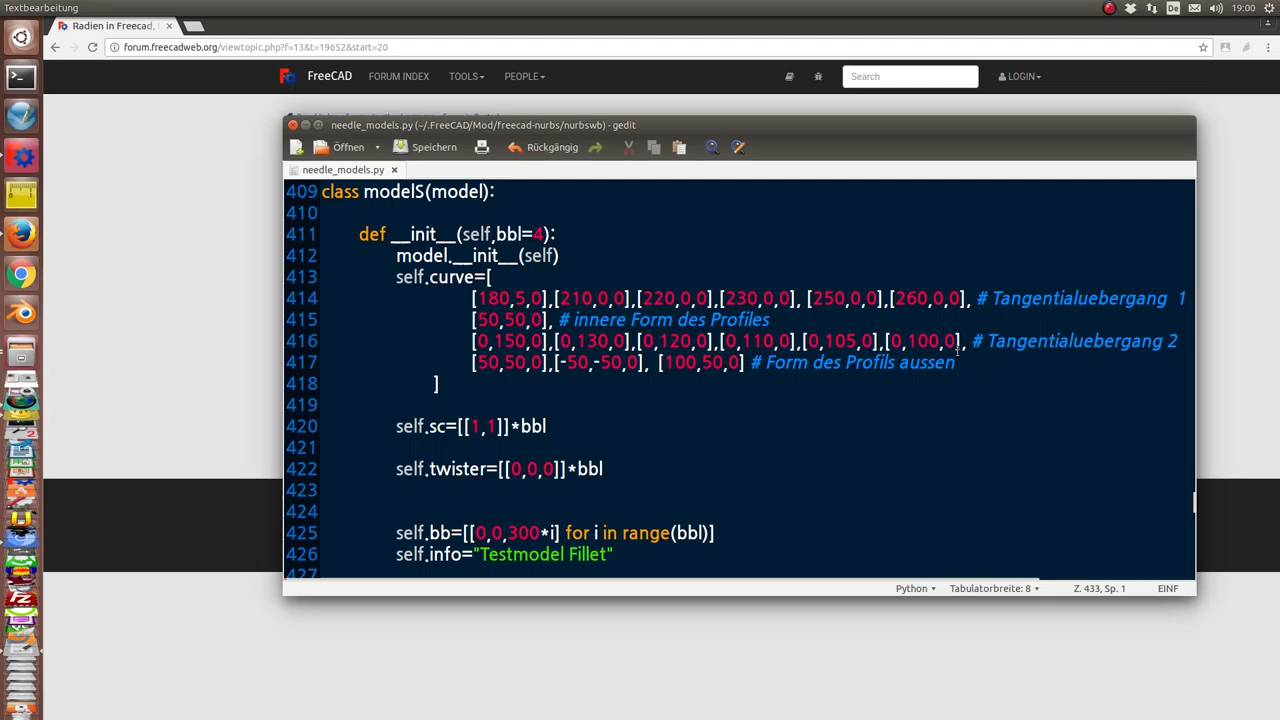 Textbearbeitung
De
19:00
Radien in Freecad,
forum.freecadweb.org/viewtopic.php?f=13&t=19652&start=20
FreeCAD FORUM INDEX TOOLS PEOPLE Search LOGIN
needle_models.py (~/.FreeCAD/Mod/freecad-nurbs/nurbswb) - gedit
Öffnen Speichern Rückgängig
needle_models.py
409 class modelS(model):
410
411 def __init__(self,bbl=4):
412 model.__init__(self)
413 self.curve=[
414 [180,5,0],[210,0,0],[220,0,0],[230,0,0], [250,0,0],[260,0,0], # Tangentialuebergang 1
415 [50,50,0], # innere Form des Profiles
416 [0,150,0],[0,130,0],[0,120,0],[0,110,0],[0,105,0],[0,100,0], # Tangentialuebergang 2
417 [50,50,0],[-50,-50,0], [100,50,0] # Form des Profils aussen
418 ]
419
420 self.sc=[[1,1]]*bbl
421
422 self.twister=[[0,0,0]]*bbl
423
424
425 self.bb=[[0,0,300*i] for i in range(bbl)]
426 self.info="Testmodel Fillet"
427
Python Tabulatorbreite: 8 Z. 433, Sp. 1 EINF